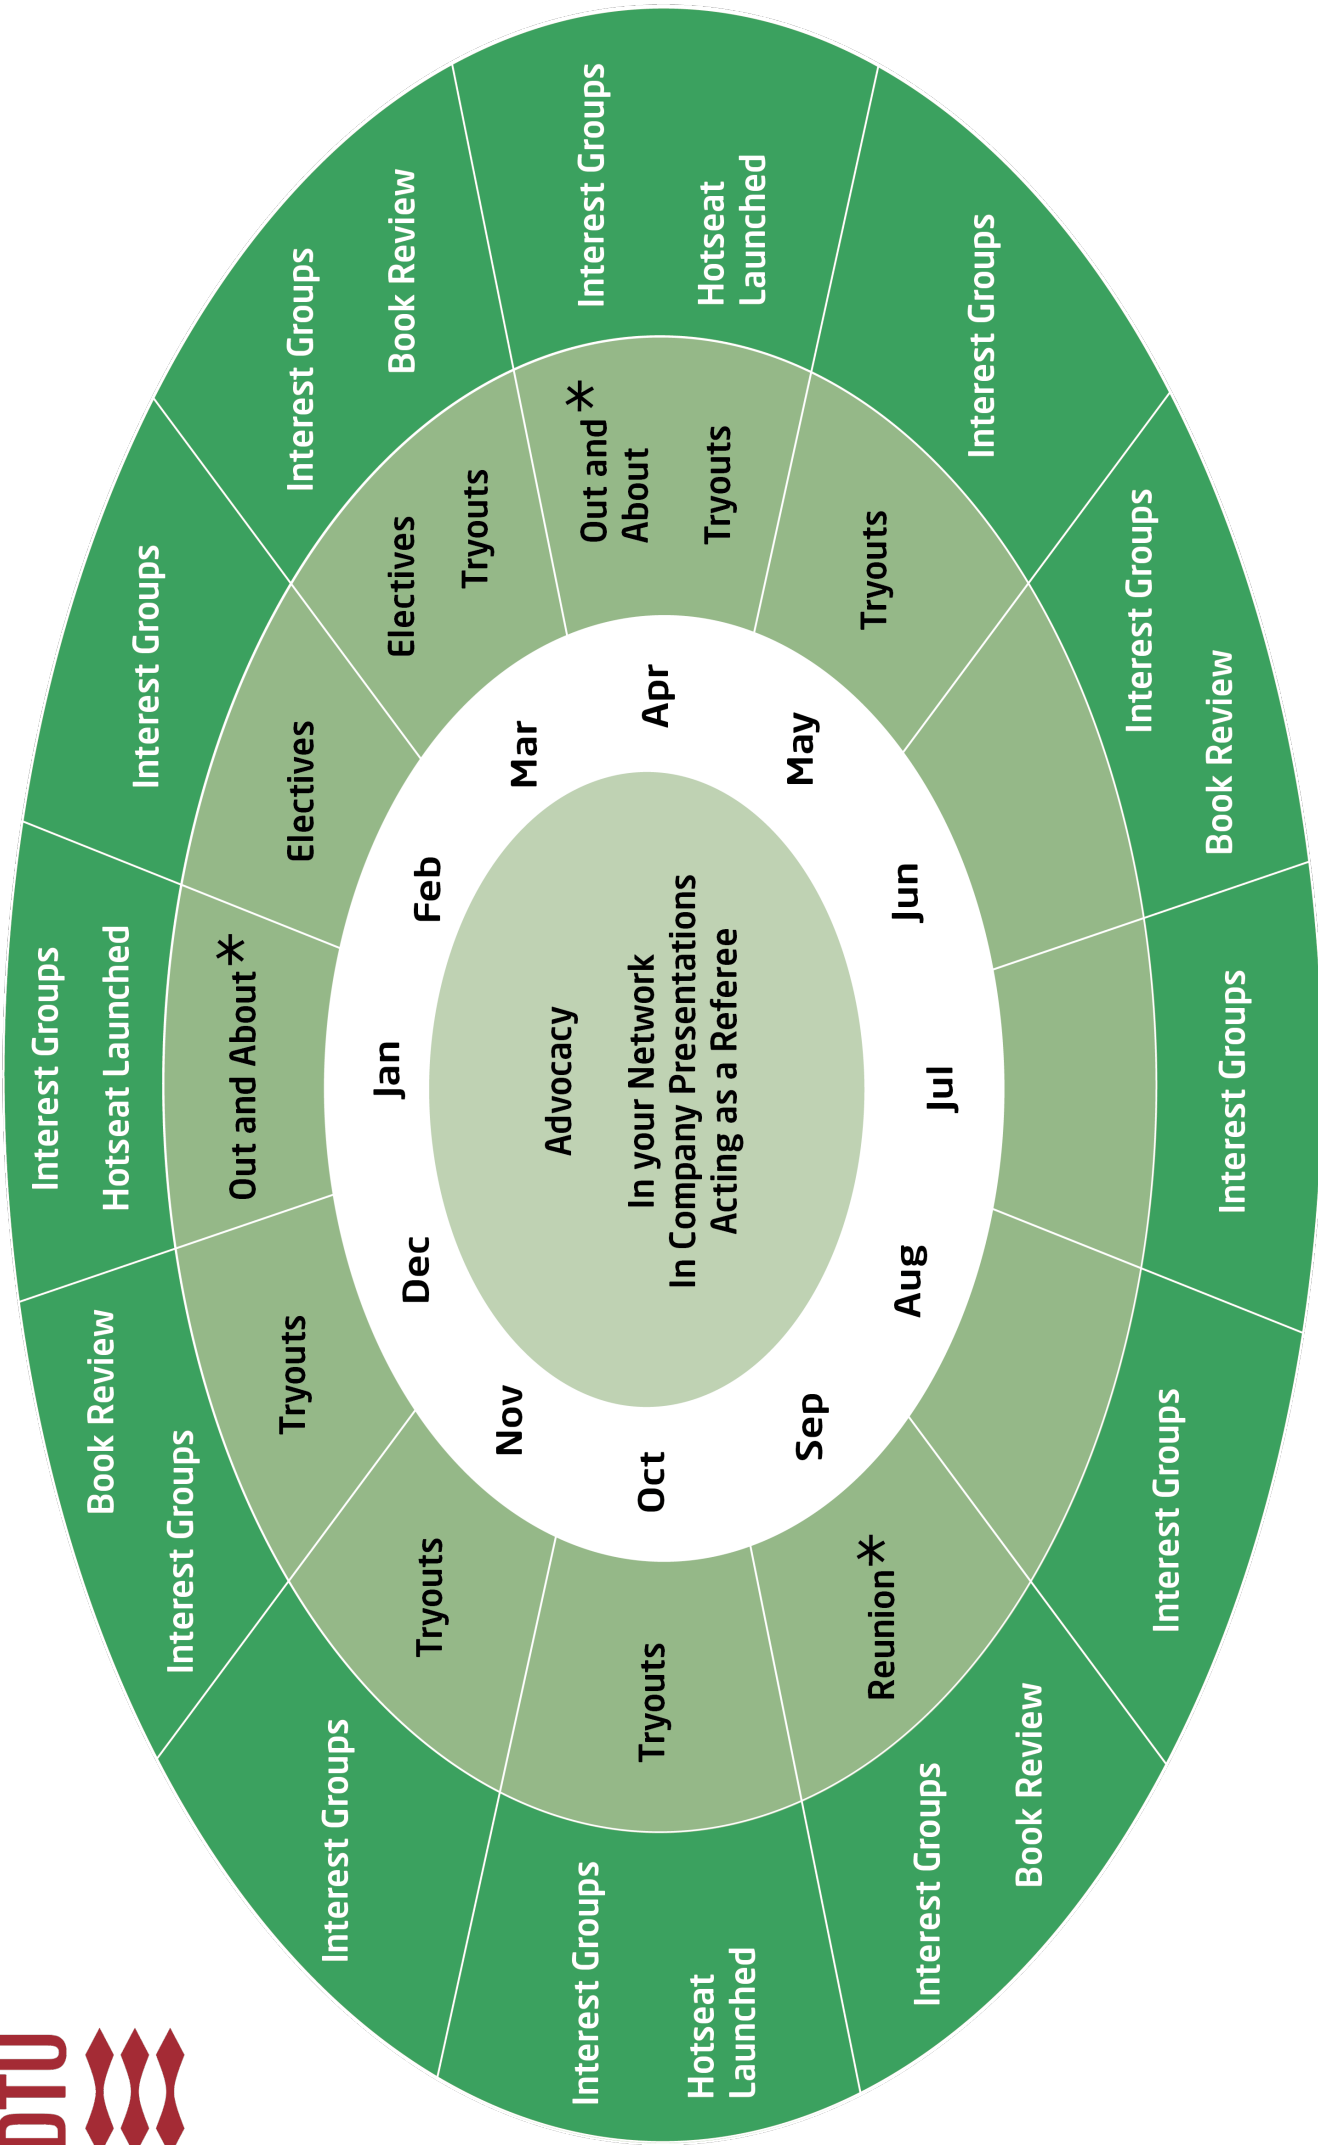 DTU
Interest Groups
Hotseat Launched
Interest Groups
Interest Groups
Book Review
Interest Groups
Hotseat
Launched
Interest Groups
Interest Groups
Book Review
Interest Groups
Interest Groups
Interest Groups
Book Review
Interest Groups
Hotseat
Launched
Interest Groups
Book Review
Interest Groups
Out and About*
Electives
Electives
Tryouts
Out and*
About
Tryouts
Tryouts
Reunion*
Tryouts
Tryouts
Tryouts
Jan
Feb
Mar
Apr
May
Jun
Jul
Aug
Sep
Oct
Nov
Dec
Advocacy
In your Network
In Company Presentations
Acting as a Referee